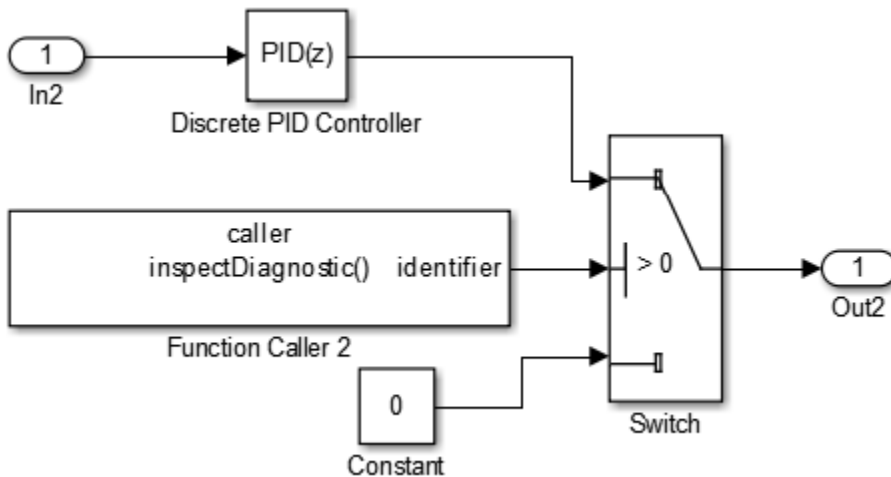 1
In2
PID(z)
Discrete PID Controller
caller
inspectDiagnostic() identifier
Function Caller 2
0
Constant
> 0
Switch
1
Out2